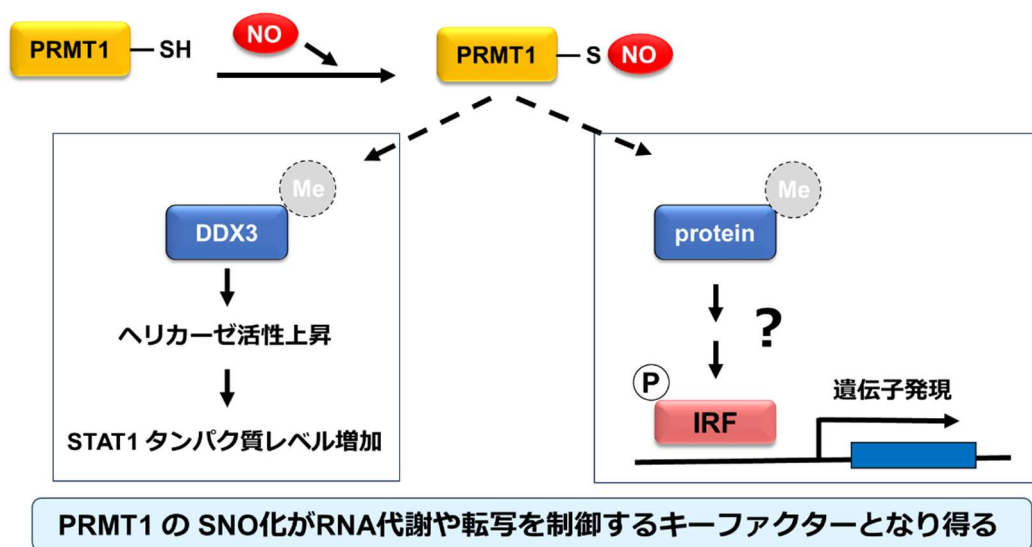 PRMT1 SH
NO
PRMT1 S NO
Me
DDX3
ヘリカーゼ活性上昇
STAT1 タンパク質レベル増加
Me
protein
?
P
IRF
遺伝子発現
PRMT1 の SNO化がRNA代謝や転写を制御するキーファクターとなり得る